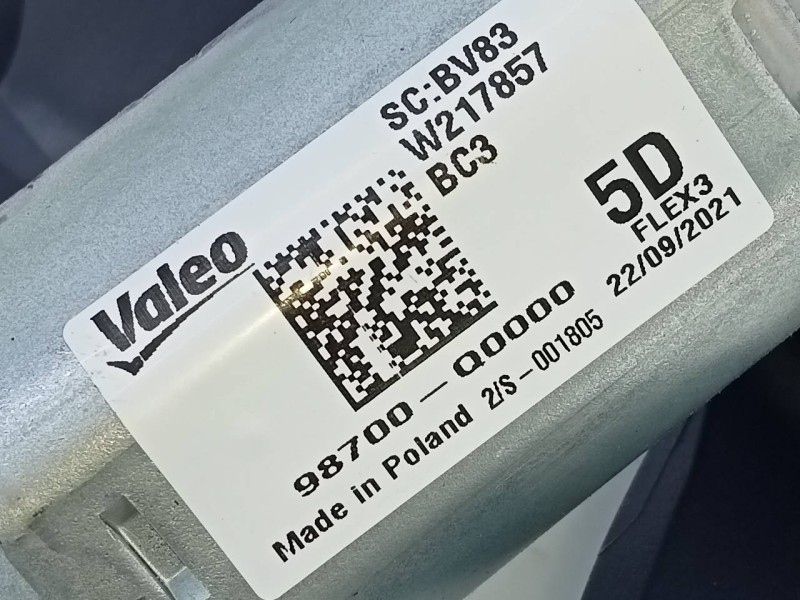 Valeo
SC:BV83
W217857
BC3
5D
FLEX3
22/09/2021
98700-Q0000
Made in Poland 2/S-001805